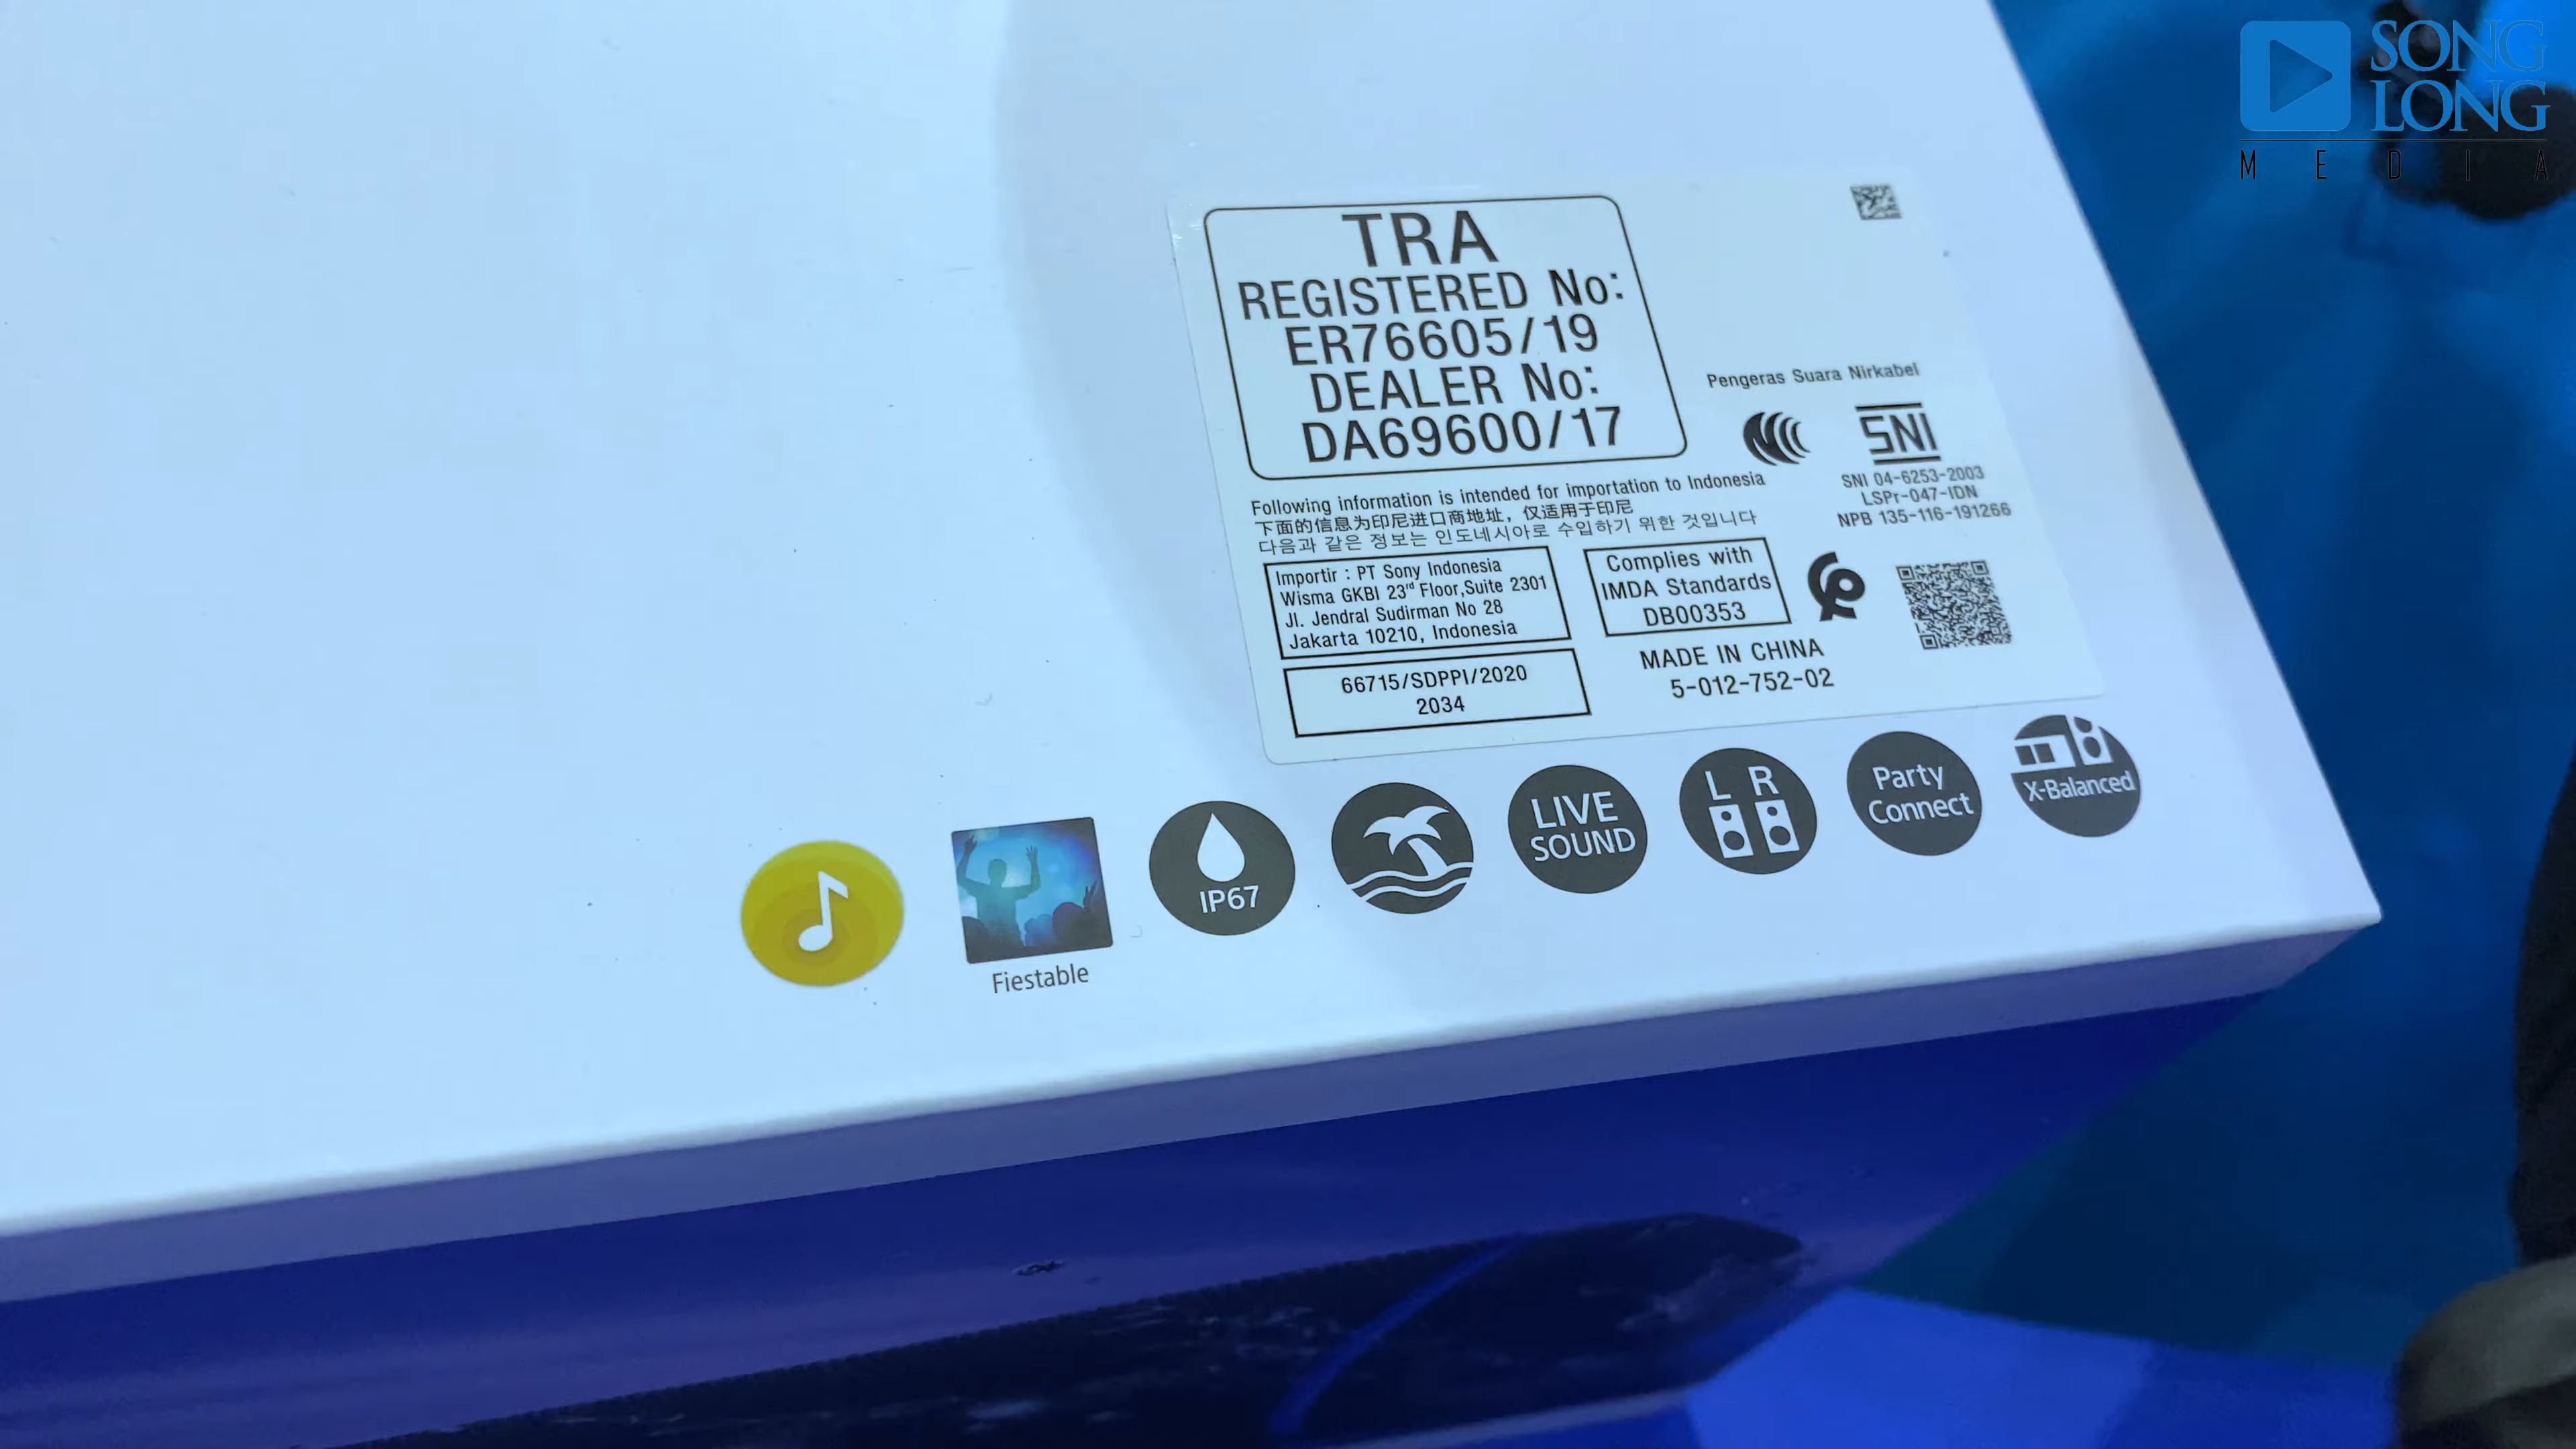 SONG
LONG
MEDIA
TRA
REGISTERED No:
ER76605/19
DEALER No:
DA69600/17
Pengeras Suara Nirkabel
SNI
SNI 04-6253-2003
LSPr-047-IDN
NPB 135-116-191266
Following information is intended for importation to Indonesia
下面的信息为印尼进口商地址，仅适用于印尼
다음과 같은 정보는 인도네시아로 수입하기 위한 것입니다
Importir : PT Sony Indonesia
Wisma GKBI 23rd Floor,Suite 2301
Jl. Jendral Sudirman No 28
Jakarta 10210, Indonesia
Complies with
IMDA Standards
DB00353
66715/SDPPI/2020
2034
MADE IN CHINA
5-012-752-02
Fiestable
IP67
LIVE
SOUND
L R
Party
Connect
X-Balanced